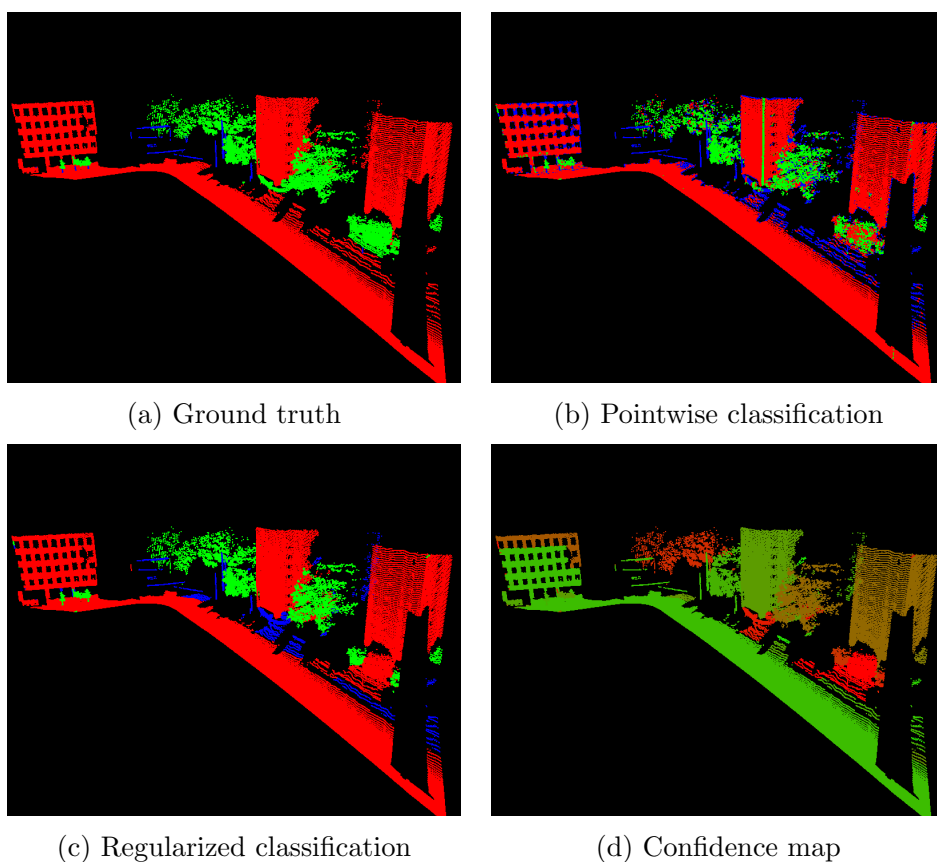 (a) Ground truth
(b) Pointwise classification
(c) Regularized classification
(d) Confidence map